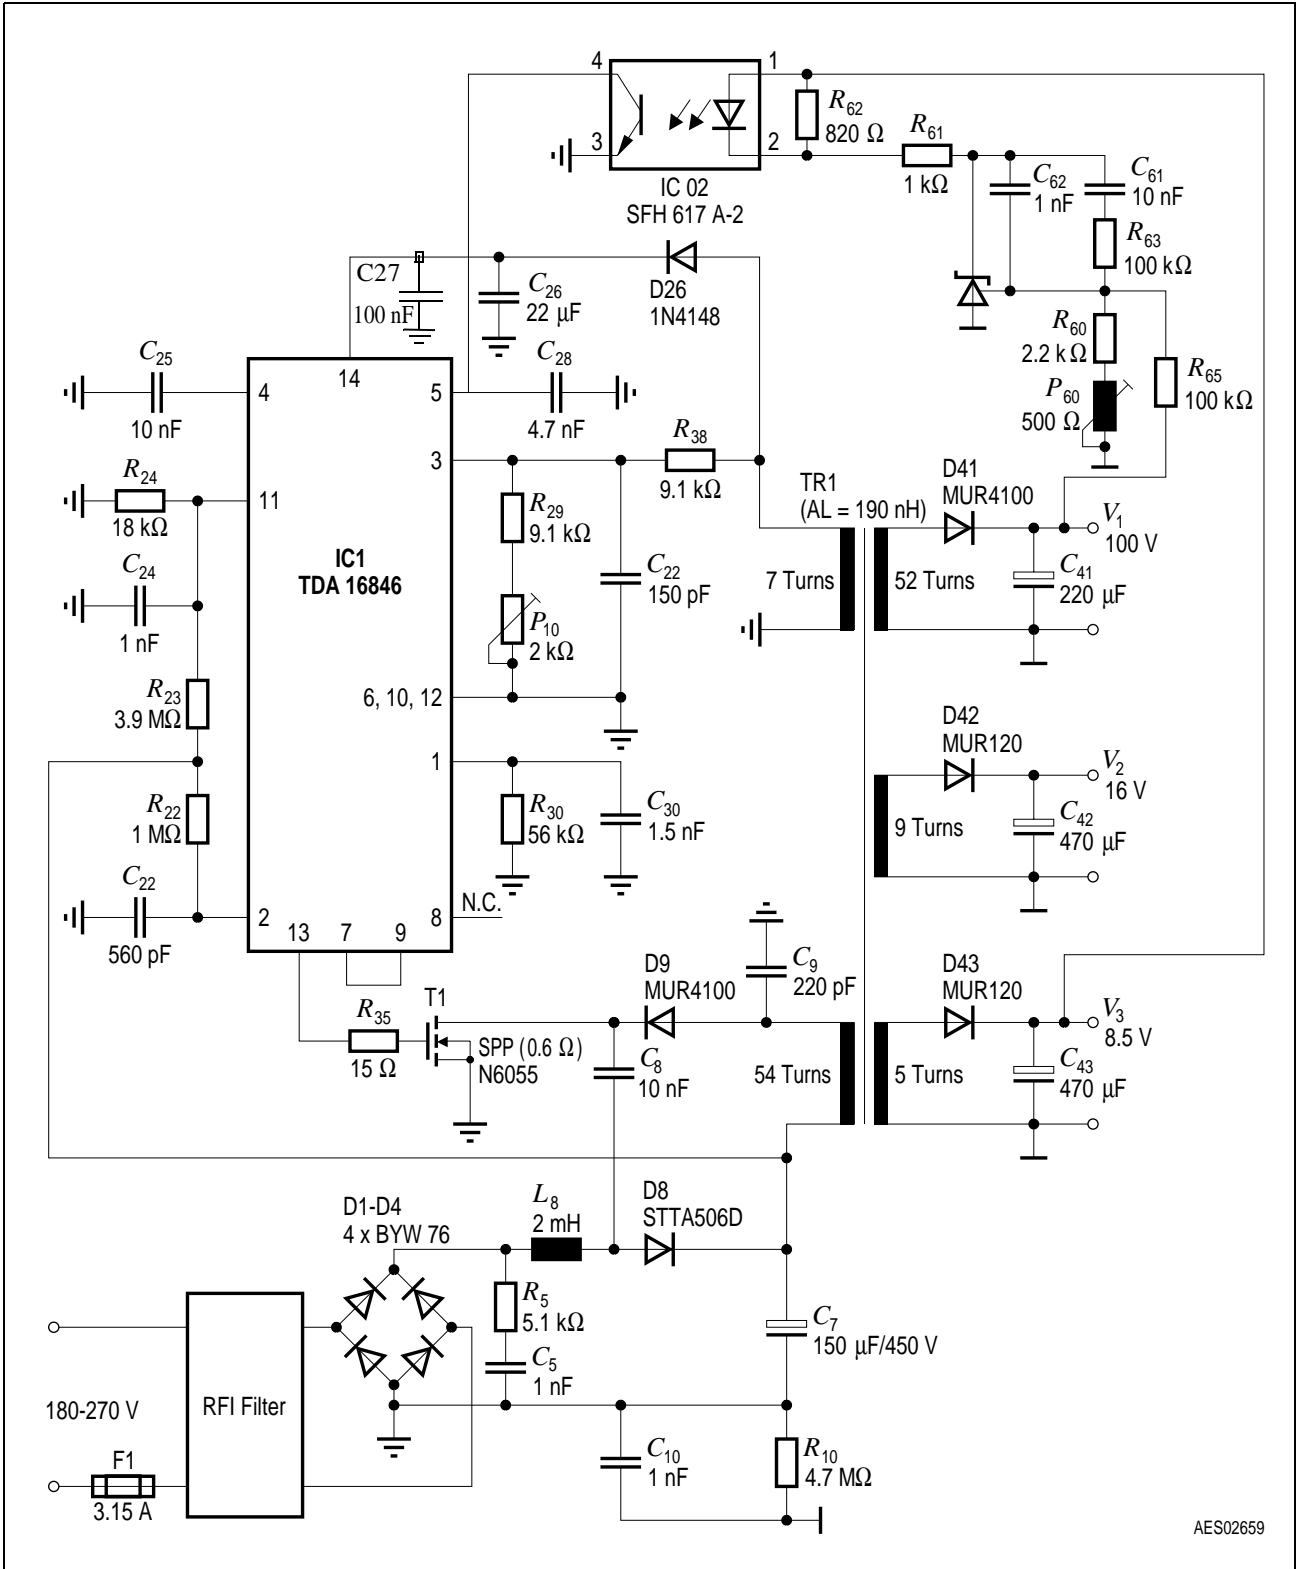 4
1
3
2
IC 02
SFH 617 A-2
R62
820 Ω
R61
1 kΩ
C62
1 nF
C61
10 nF
R63
100 kΩ
C27
100 nF
C26
22 µF
D26
1N4148
R60
2.2 kΩ
P60
500 Ω
R65
100 kΩ
C25
10 nF
4
14
5
C28
4.7 nF
R24
18 kΩ
11
3
R38
9.1 kΩ
R29
9.1 kΩ
TR1
(AL = 190 nH)
D41
MUR4100
V1
100 V
IC1
TDA 16846
C24
1 nF
C22
150 pF
P10
2 kΩ
7 Turns
52 Turns
C41
220 µF
R23
3.9 MΩ
6, 10, 12
1
D42
MUR120
V2
16 V
R22
1 MΩ
R30
56 kΩ
C30
1.5 nF
9 Turns
C42
470 µF
C22
560 pF
2
13
7
9
8
N.C.
D9
MUR4100
C9
220 pF
D43
MUR120
V3
8.5 V
R35
15 Ω
T1
SPP (0.6 Ω)
N6055
C8
10 nF
54 Turns
5 Turns
C43
470 µF
D1-D4
4 x BYW 76
L8
2 mH
D8
STTA506D
R5
5.1 kΩ
C7
150 µF/450 V
C5
1 nF
180-270 V
RFI Filter
F1
3.15 A
C10
1 nF
R10
4.7 MΩ
AES02659